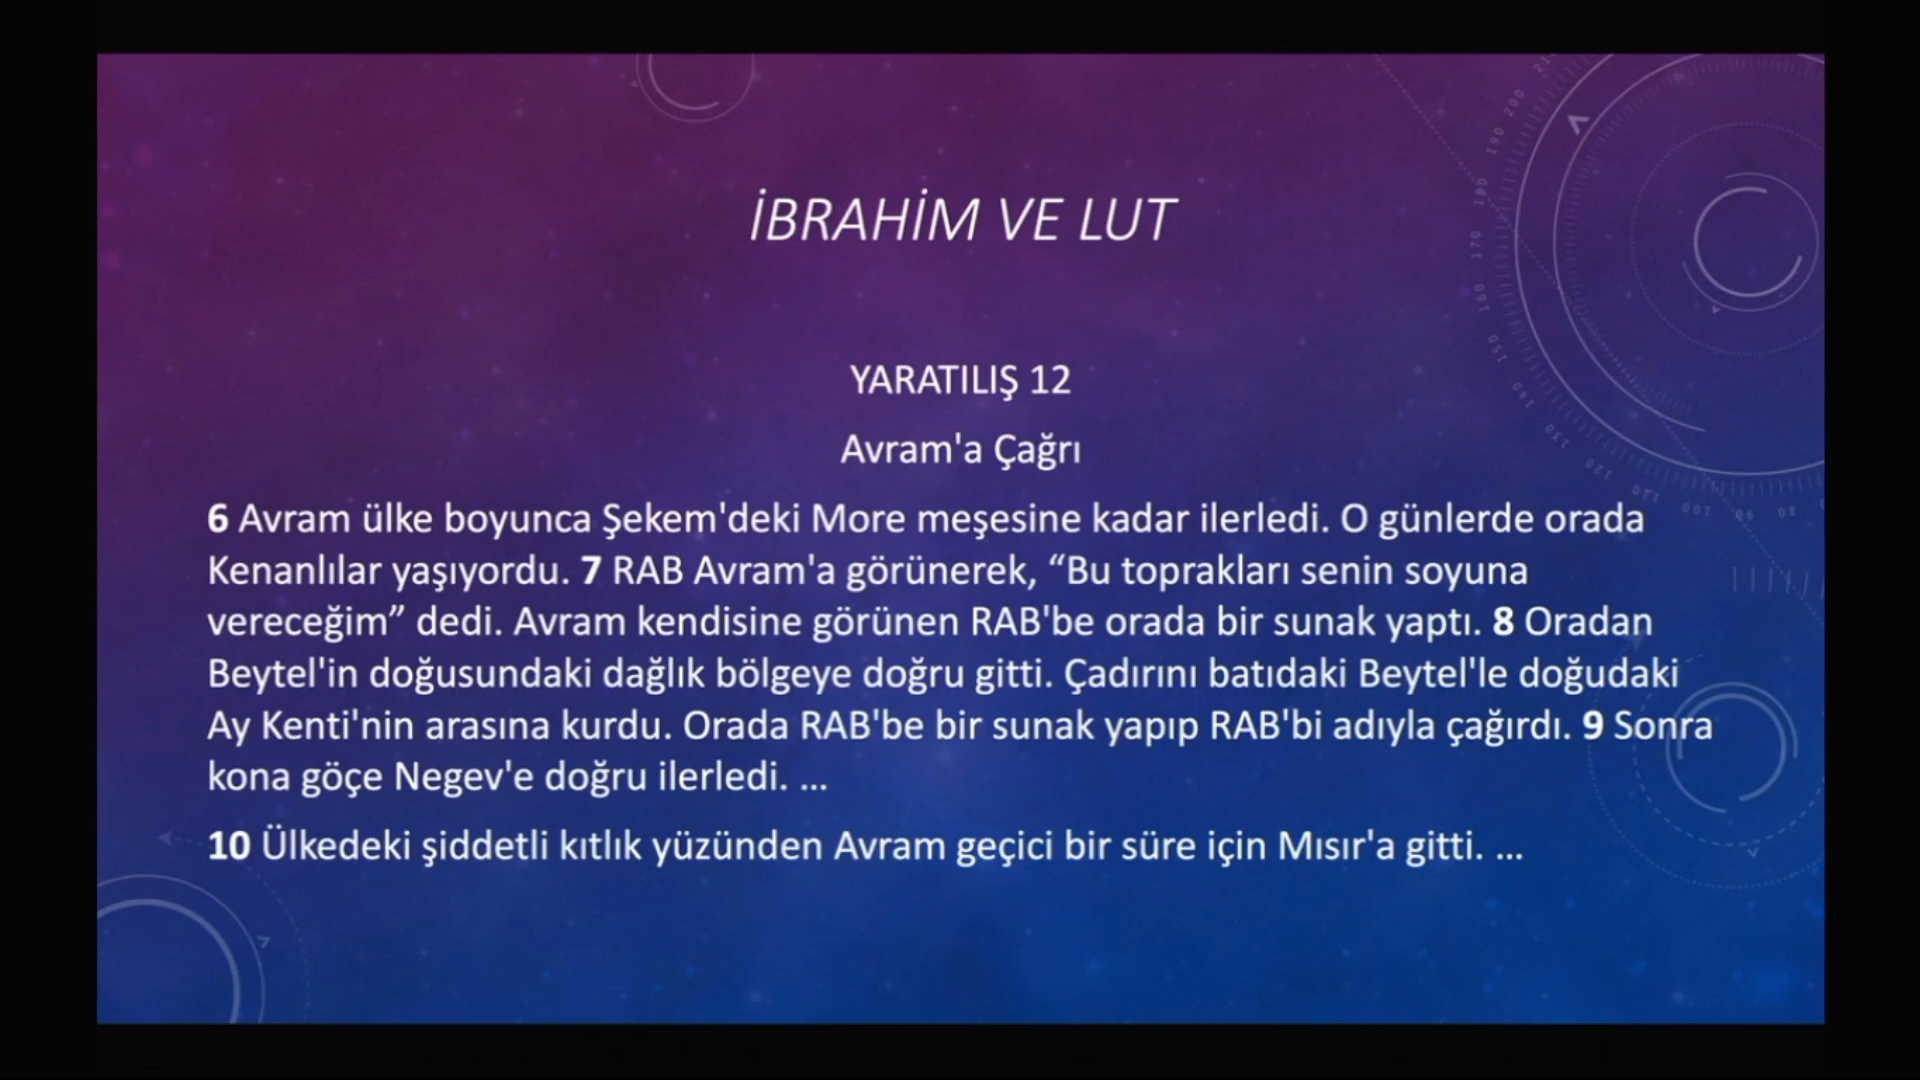 İBRAHİM VE LUT
YARATILIŞ 12
Avram'a Çağrı
6 Avram ülke boyunca Şekem'deki More meşesine kadar ilerledi. O günlerde orada
Kenanlılar yaşıyordu. 7 RAB Avram'a görünerek, “Bu toprakları senin soyuna
vereceğim” dedi. Avram kendisine görünen RAB'be orada bir sunak yaptı. 8 Oradan
Beytel'in doğusundaki dağlık bölgeye doğru gitti. Çadırını batıdaki Beytel'le doğudaki
Ay Kenti'nin arasına kurdu. Orada RAB'be bir sunak yapıp RAB'bi adıyla çağırdı. 9 Sonra
kona göçe Negev'e doğru ilerledi. ...
10 Ülkedeki şiddetli kıtlık yüzünden Avram geçici bir süre için Mısır'a gitti. ...